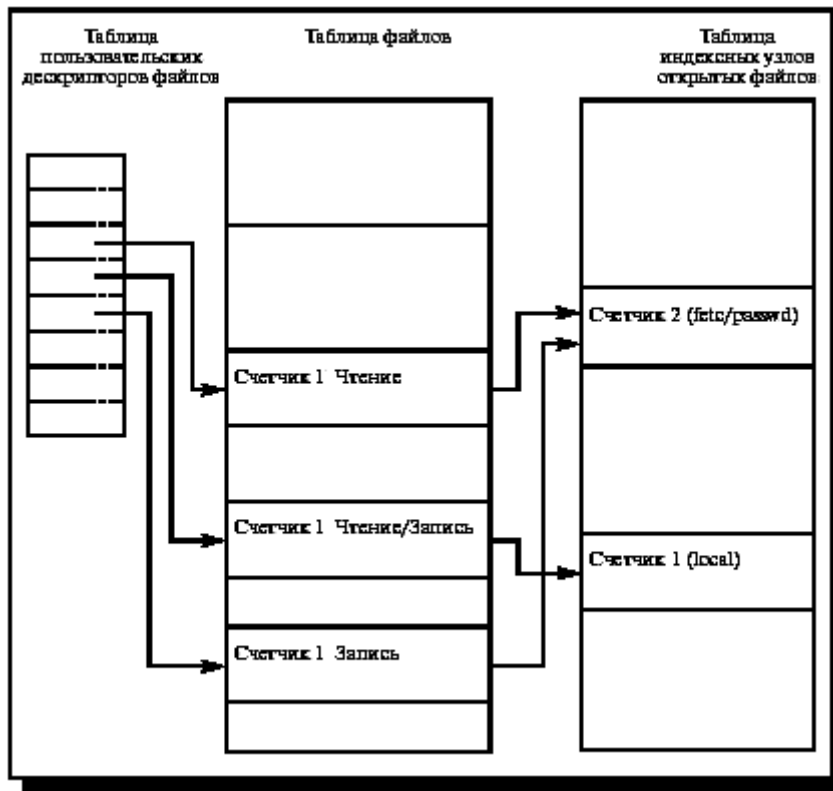 Таблица
пользовательских
дескрипторов файлов
Таблица файлов
Таблица
индексных узлов
открытых файлов
Счетчик 1 Чтение
Счетчик 1 Чтение/Запись
Счетчик 1 Запись
Счетчик 2 (fetc/passwd)
Счетчик 1 (local)